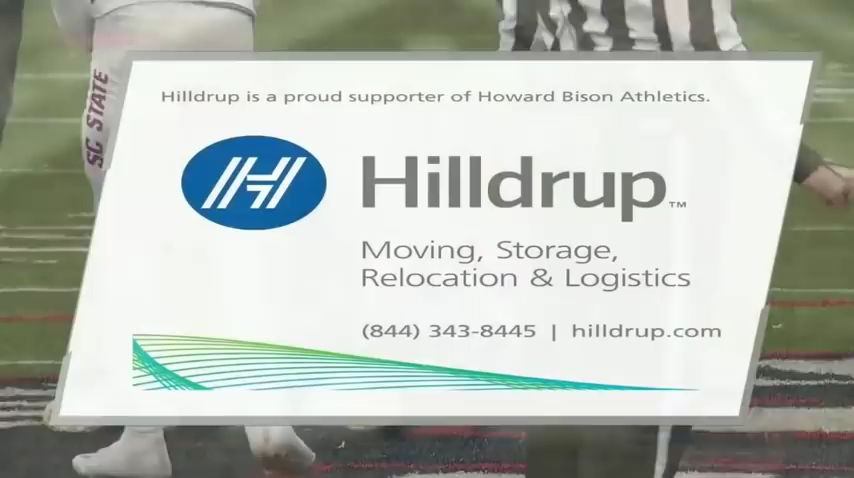 Hilldrup is a proud supporter of Howard Bison Athletics.
SC STATE
H Hilldrup™
Moving, Storage,
Relocation & Logistics
(844) 343-8445 | hilldrup.com